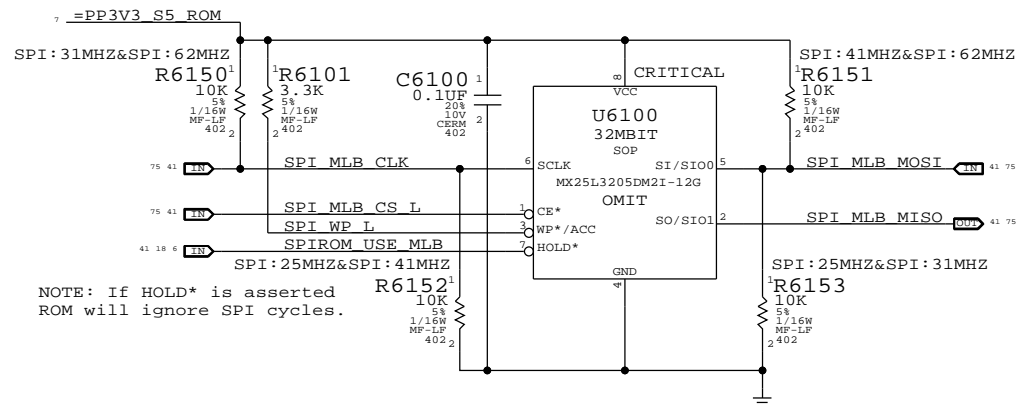 7 =PP3V3_S5_ROM
SPI:31MHZ&SPI:62MHZ
R6150
1
10K
5%
1/16W
MF-LF
402
2
1
R6101
3.3K
5%
1/16W
MF-LF
402
2
C6100
1
0.1UF
20%
10V
CERM
402
2
8
CRITICAL
VCC
U6100
32MBIT
SOP
MX25L3205DM2I-12G
OMIT
SPI:41MHZ&SPI:62MHZ
1
R6151
10K
5%
1/16W
MF-LF
402
2
75 41 IN SPI_MLB_CLK 6 SCLK
SI/SIO0 5 SPI_MLB_MOSI IN 41 75
75 41 IN SPI_MLB_CS_L 1 CE*
SO/SIO1 2 SPI_MLB_MISO OUT 41 75
SPI_WP_L 3 WP*/ACC
41 18 6 IN SPIROM_USE_MLB 7 HOLD*
GND
4
SPI:25MHZ&SPI:41MHZ
R6152
1
10K
5%
1/16W
MF-LF
402
2
SPI:25MHZ&SPI:31MHZ
1
R6153
10K
5%
1/16W
MF-LF
402
2
NOTE: If HOLD* is asserted
ROM will ignore SPI cycles.